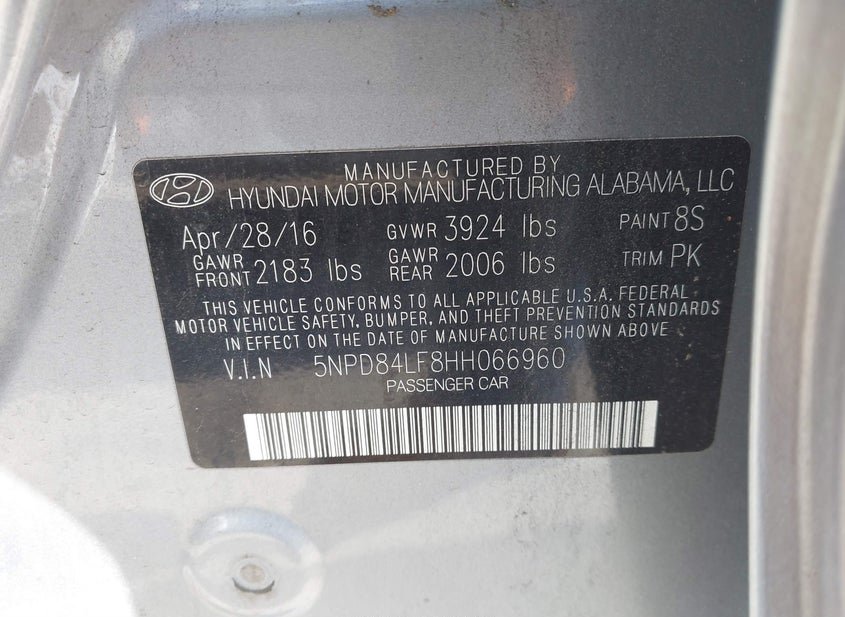 MANUFACTURED BY
HYUNDAI MOTOR MANUFACTURING ALABAMA, LLC
Apr/28/16 GVWR 3924 lbs PAINT 8S
GAWR FRONT 2183 lbs GAWR REAR 2006 lbs TRIM PK
THIS VEHICLE CONFORMS TO ALL APPLICABLE U.S.A. FEDERAL
MOTOR VEHICLE SAFETY, BUMPER, AND THEFT PREVENTION STANDARDS
IN EFFECT ON THE DATE OF MANUFACTURE SHOWN ABOVE
V.I.N 5NPD84LF8HH066960
PASSENGER CAR